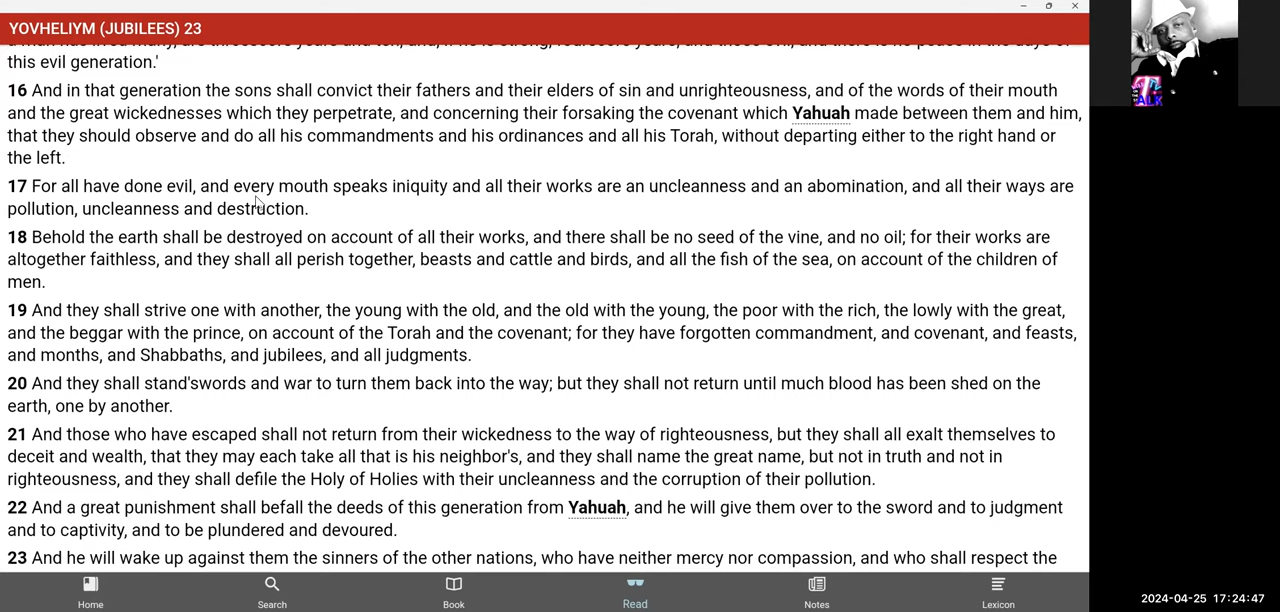 YOVHELIYM (JUBILEES) 23
this evil generation.'
16 And in that generation the sons shall convict their fathers and their elders of sin and unrighteousness, and of the words of their mouth
and the great wickednesses which they perpetrate, and concerning their forsaking the covenant which Yahuah made between them and him,
that they should observe and do all his commandments and his ordinances and all his Torah, without departing either to the right hand or
the left.
17 For all have done evil, and every mouth speaks iniquity and all their works are an uncleanness and an abomination, and all their ways are
pollution, uncleanness and destruction.
18 Behold the earth shall be destroyed on account of all their works, and there shall be no seed of the vine, and no oil; for their works are
altogether faithless, and they shall all perish together, beasts and cattle and birds, and all the fish of the sea, on account of the children of
men.
19 And they shall strive one with another, the young with the old, and the old with the young, the poor with the rich, the lowly with the great,
and the beggar with the prince, on account of the Torah and the covenant; for they have forgotten commandment, and covenant, and feasts,
and months, and Shabbaths, and jubilees, and all judgments.
20 And they shall stand'swords and war to turn them back into the way; but they shall not return until much blood has been shed on the
earth, one by another.
21 And those who have escaped shall not return from their wickedness to the way of righteousness, but they shall all exalt themselves to
deceit and wealth, that they may each take all that is his neighbor's, and they shall name the great name, but not in truth and not in
righteousness, and they shall defile the Holy of Holies with their uncleanness and the corruption of their pollution.
22 And a great punishment shall befall the deeds of this generation from Yahuah, and he will give them over to the sword and to judgment
and to captivity, and to be plundered and devoured.
23 And he will wake up against them the sinners of the other nations, who have neither mercy nor compassion, and who shall respect the
Home Search Book Read Notes Lexicon
2024-04-25 17:24:47